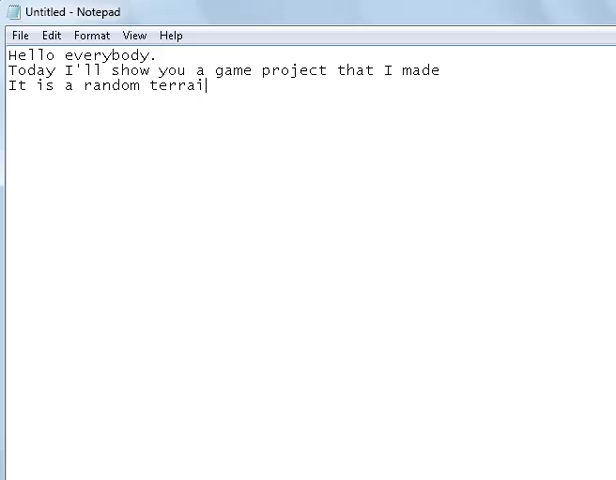 Untitled - Notepad
File Edit Format View Help
Hello everybody.
Today I'll show you a game project that I made
It is a random terrai